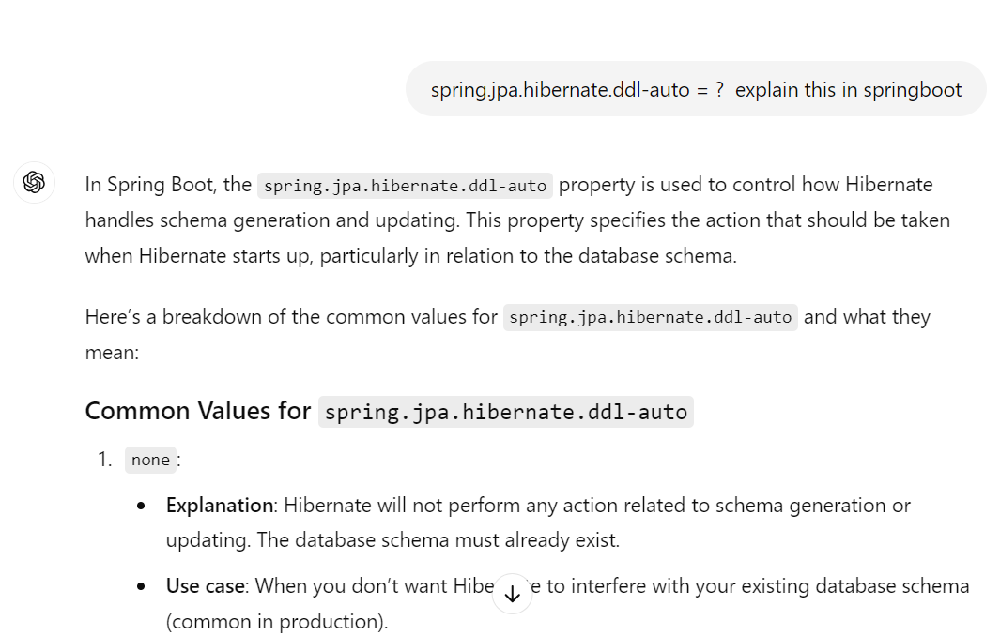 spring.jpa.hibernate.ddl-auto = ? explain this in springboot
In Spring Boot, the spring.jpa.hibernate.ddl-auto property is used to control how Hibernate
handles schema generation and updating. This property specifies the action that should be taken
when Hibernate starts up, particularly in relation to the database schema.
Here’s a breakdown of the common values for spring.jpa.hibernate.ddl-auto and what they
mean:
Common Values for spring.jpa.hibernate.ddl-auto
1. none:
• Explanation: Hibernate will not perform any action related to schema generation or
updating. The database schema must already exist.
• Use case: When you don’t want to interfere with your existing database schema
(common in production).